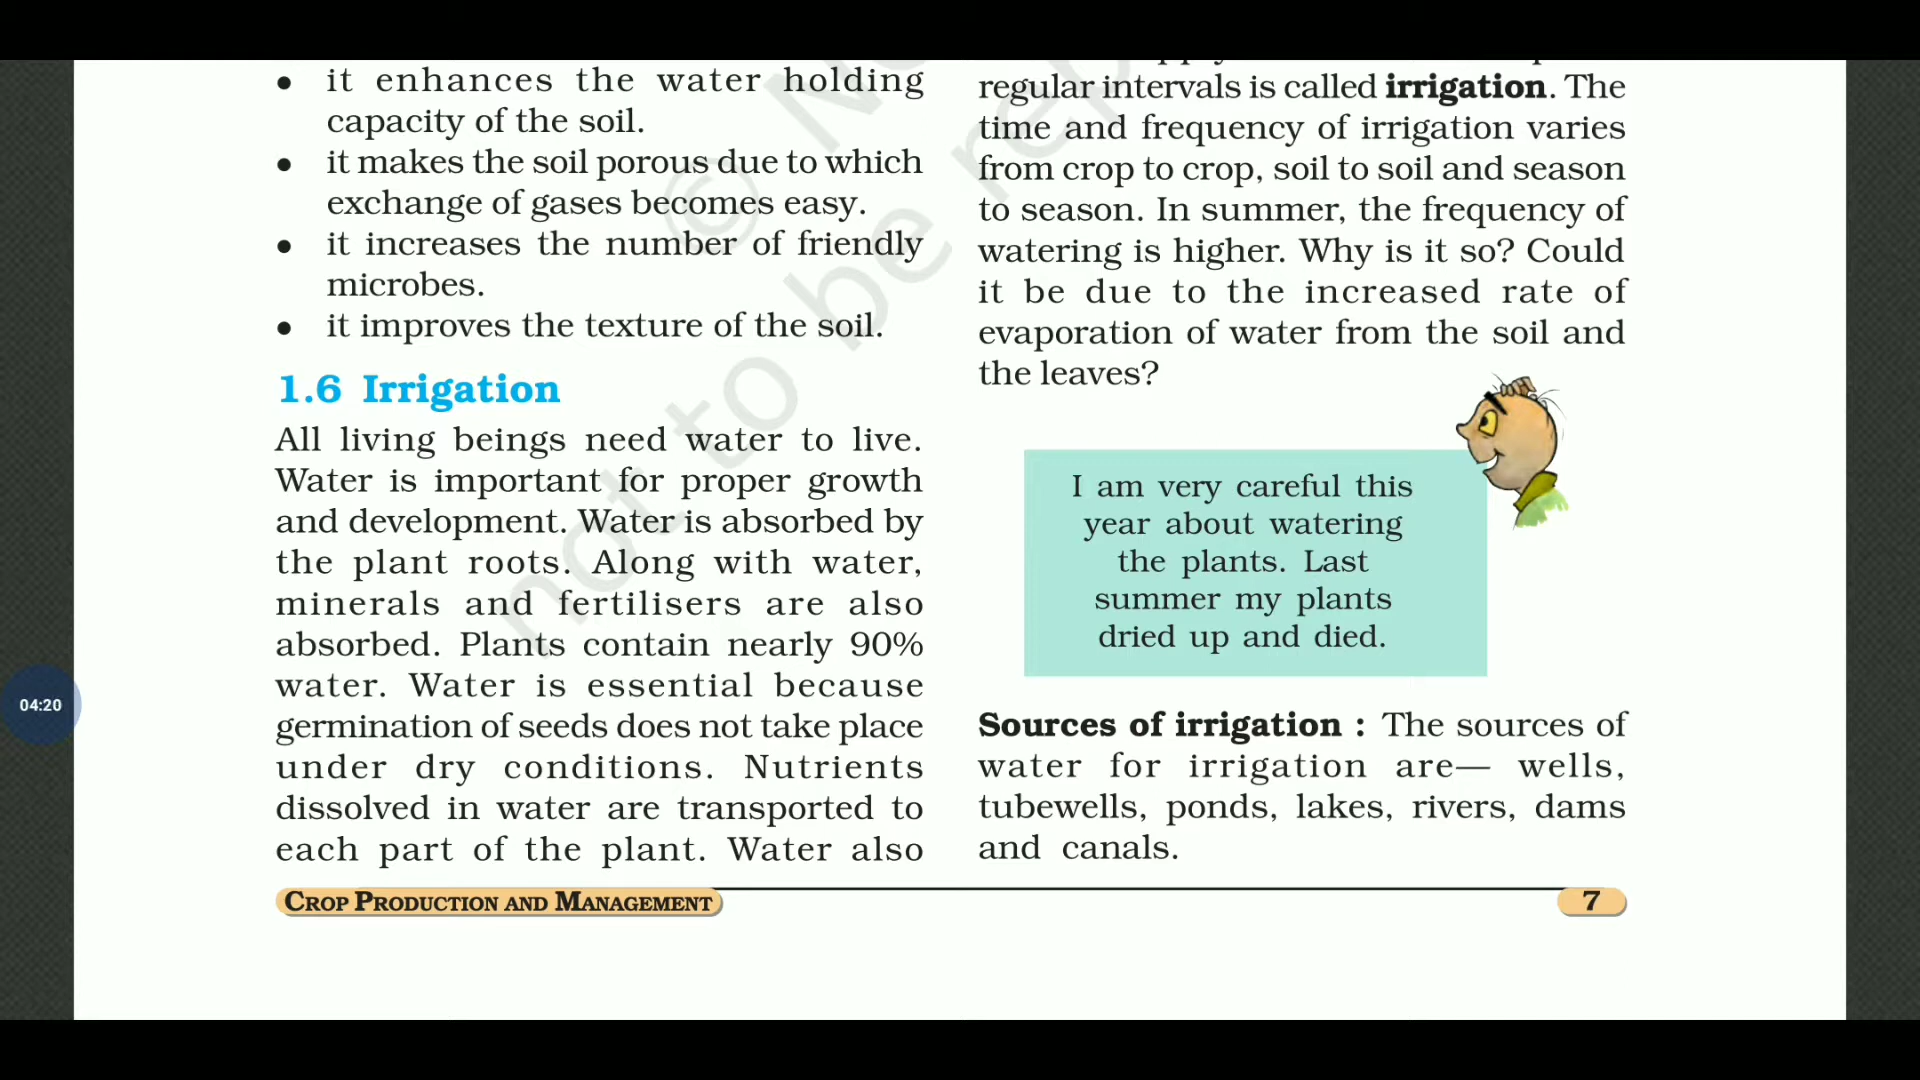 it enhances the water holding
capacity of the soil.
it makes the soil porous due to which
exchange of gases becomes easy.
it increases the number of friendly
microbes.
it improves the texture of the soil.
1.6 Irrigation
All living beings need water to live.
Water is important for proper growth
and development. Water is absorbed by
the plant roots. Along with water,
minerals and fertilisers are also
absorbed. Plants contain nearly 90%
water. Water is essential because
germination of seeds does not take place
under dry conditions. Nutrients
dissolved in water are transported to
each part of the plant. Water also
regular intervals is called irrigation. The
time and frequency of irrigation varies
from crop to crop, soil to soil and season
to season. In summer, the frequency of
watering is higher. Why is it so? Could
it be due to the increased rate of
evaporation of water from the soil and
the leaves?
I am very careful this
year about watering
the plants. Last
summer my plants
dried up and died.
Sources of irrigation : The sources of
water for irrigation are— wells,
tubewells, ponds, lakes, rivers, dams
and canals.
CROP PRODUCTION AND MANAGEMENT
7
04:20
©
not to be